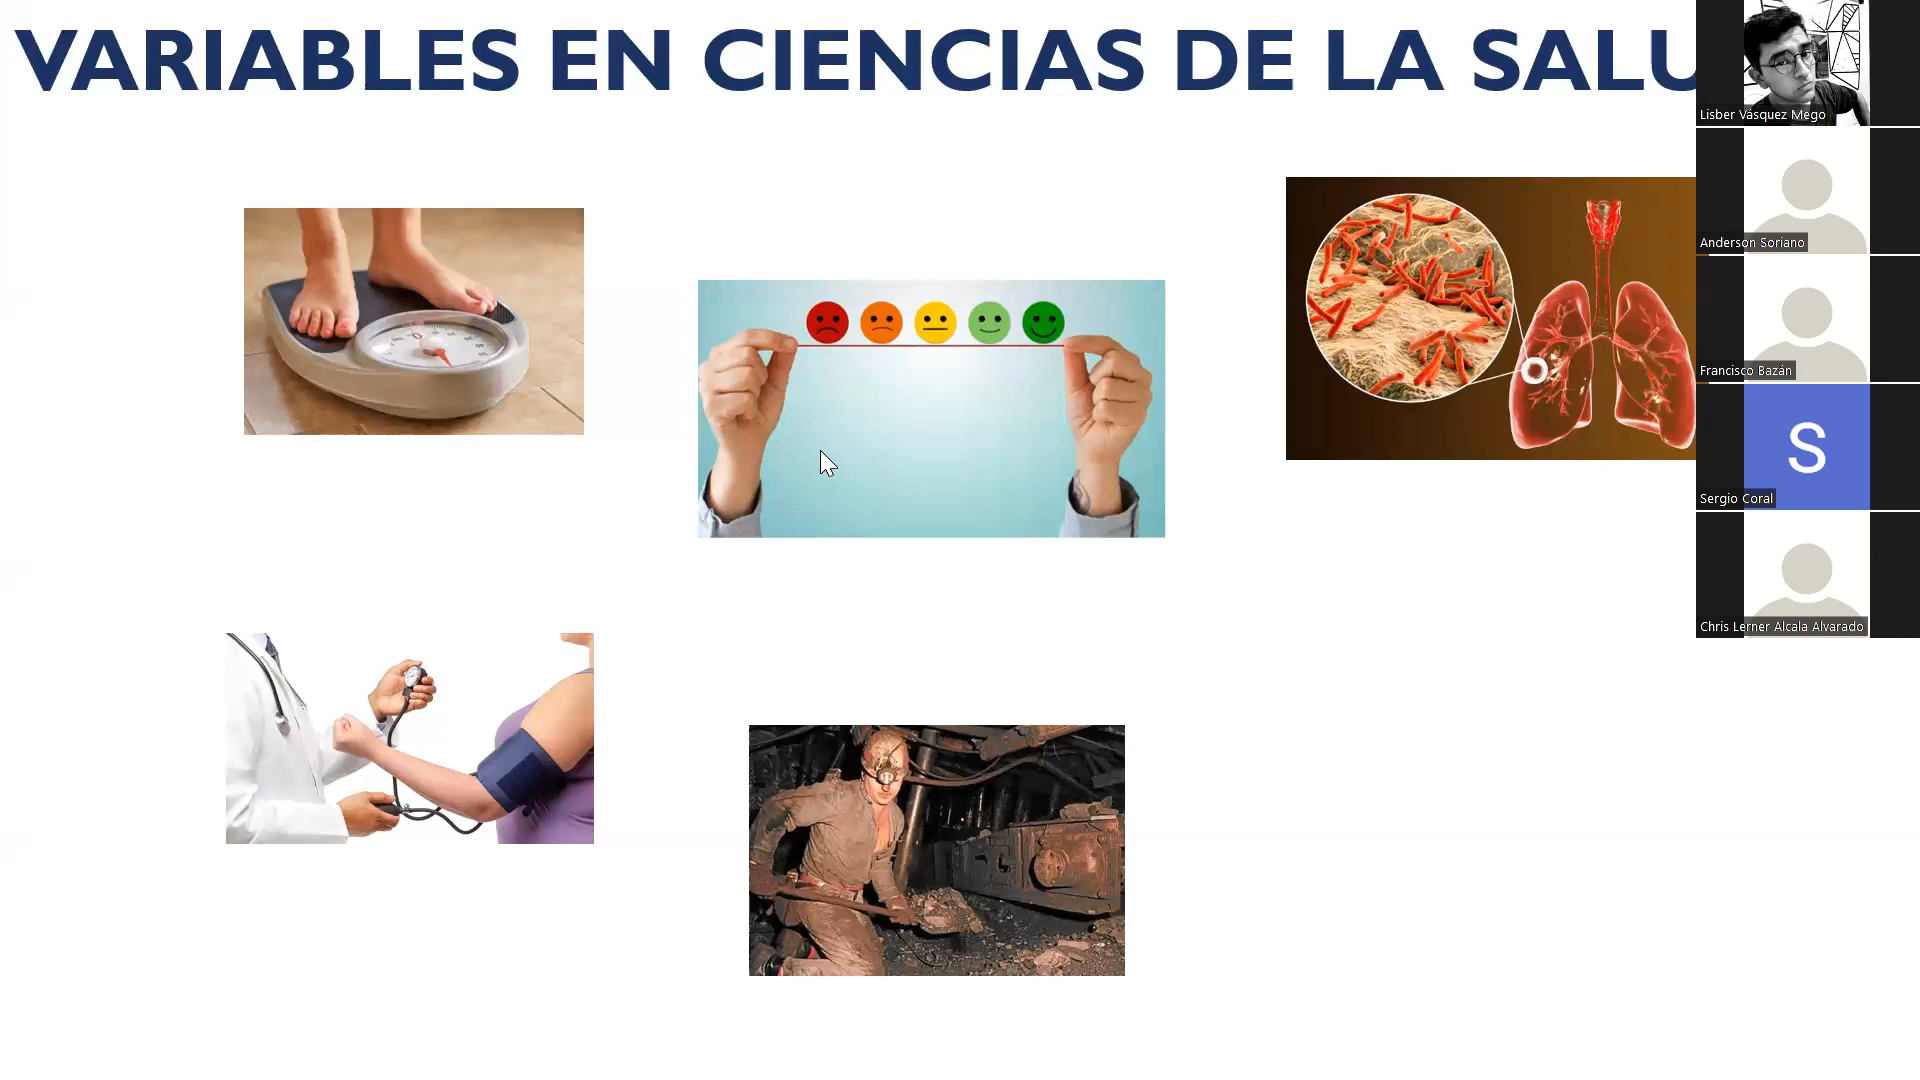 VARIABLES EN CIENCIAS DE LA SALU
Lisber Vásquez Mego
Anderson Soriano
Francisco Bazán
S
Sergio Coral
Chris Lerner Alcala Alvarado